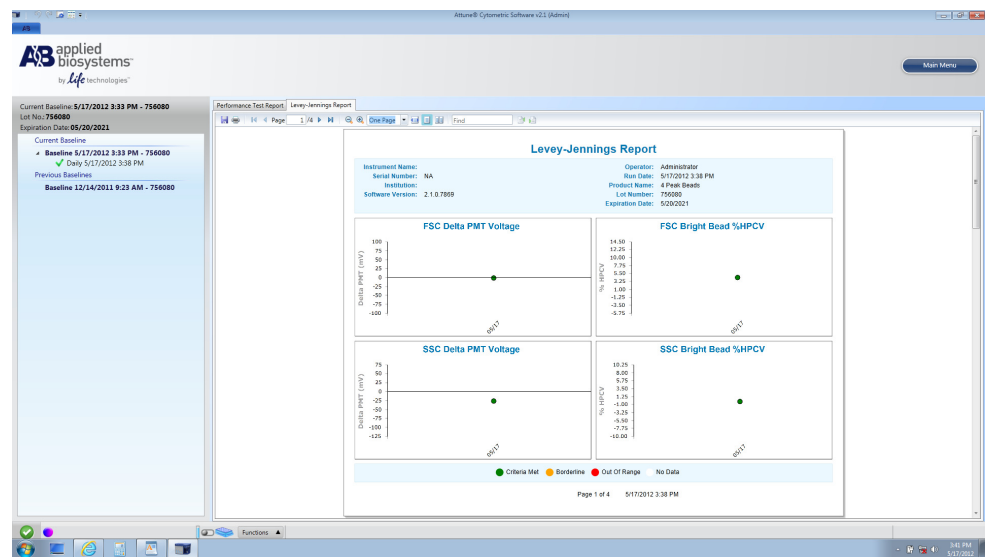 Attune® Cytometric Software v2.1 (Admin)
AB applied biosystems™
by life technologies™
Main Menu
Current Baseline: 5/17/2012 3:33 PM - 756080
Lot No.: 756080
Expiration Date: 05/20/2021
Current Baseline
Baseline 5/17/2012 3:33 PM - 756080
Daily 5/17/2012 3:38 PM
Previous Baselines
Baseline 12/14/2011 9:23 AM - 756080
Performance Test Report Levey-Jennings Report
Page 1 /4 One Page Find
Levey-Jennings Report
Instrument Name:
Serial Number: NA
Institution:
Software Version: 2.1.0.7869
Operator: Administrator
Run Date: 5/17/2012 3:38 PM
Product Name: 4 Peak Beads
Lot Number: 756080
Expiration Date: 5/20/2021
FSC Delta PMT Voltage
Delta PMT (mV)
100
75
50
25
0
-25
-50
-75
-100
05/17
FSC Bright Bead %HPCV
% HPCV
14.50
12.25
10.00
7.75
5.50
3.25
1.00
-1.25
-3.50
-5.75
05/17
SSC Delta PMT Voltage
Delta PMT (mV)
75
50
25
0
-25
-50
-75
-100
-125
05/17
SSC Bright Bead %HPCV
% HPCV
10.25
8.00
5.75
3.50
1.25
-1.00
-3.25
-5.50
-7.75
-10.00
05/17
Criteria Met Borderline Out Of Range No Data
Page 1 of 4 5/17/2012 3:38 PM
Functions
3:41 PM
5/17/2012